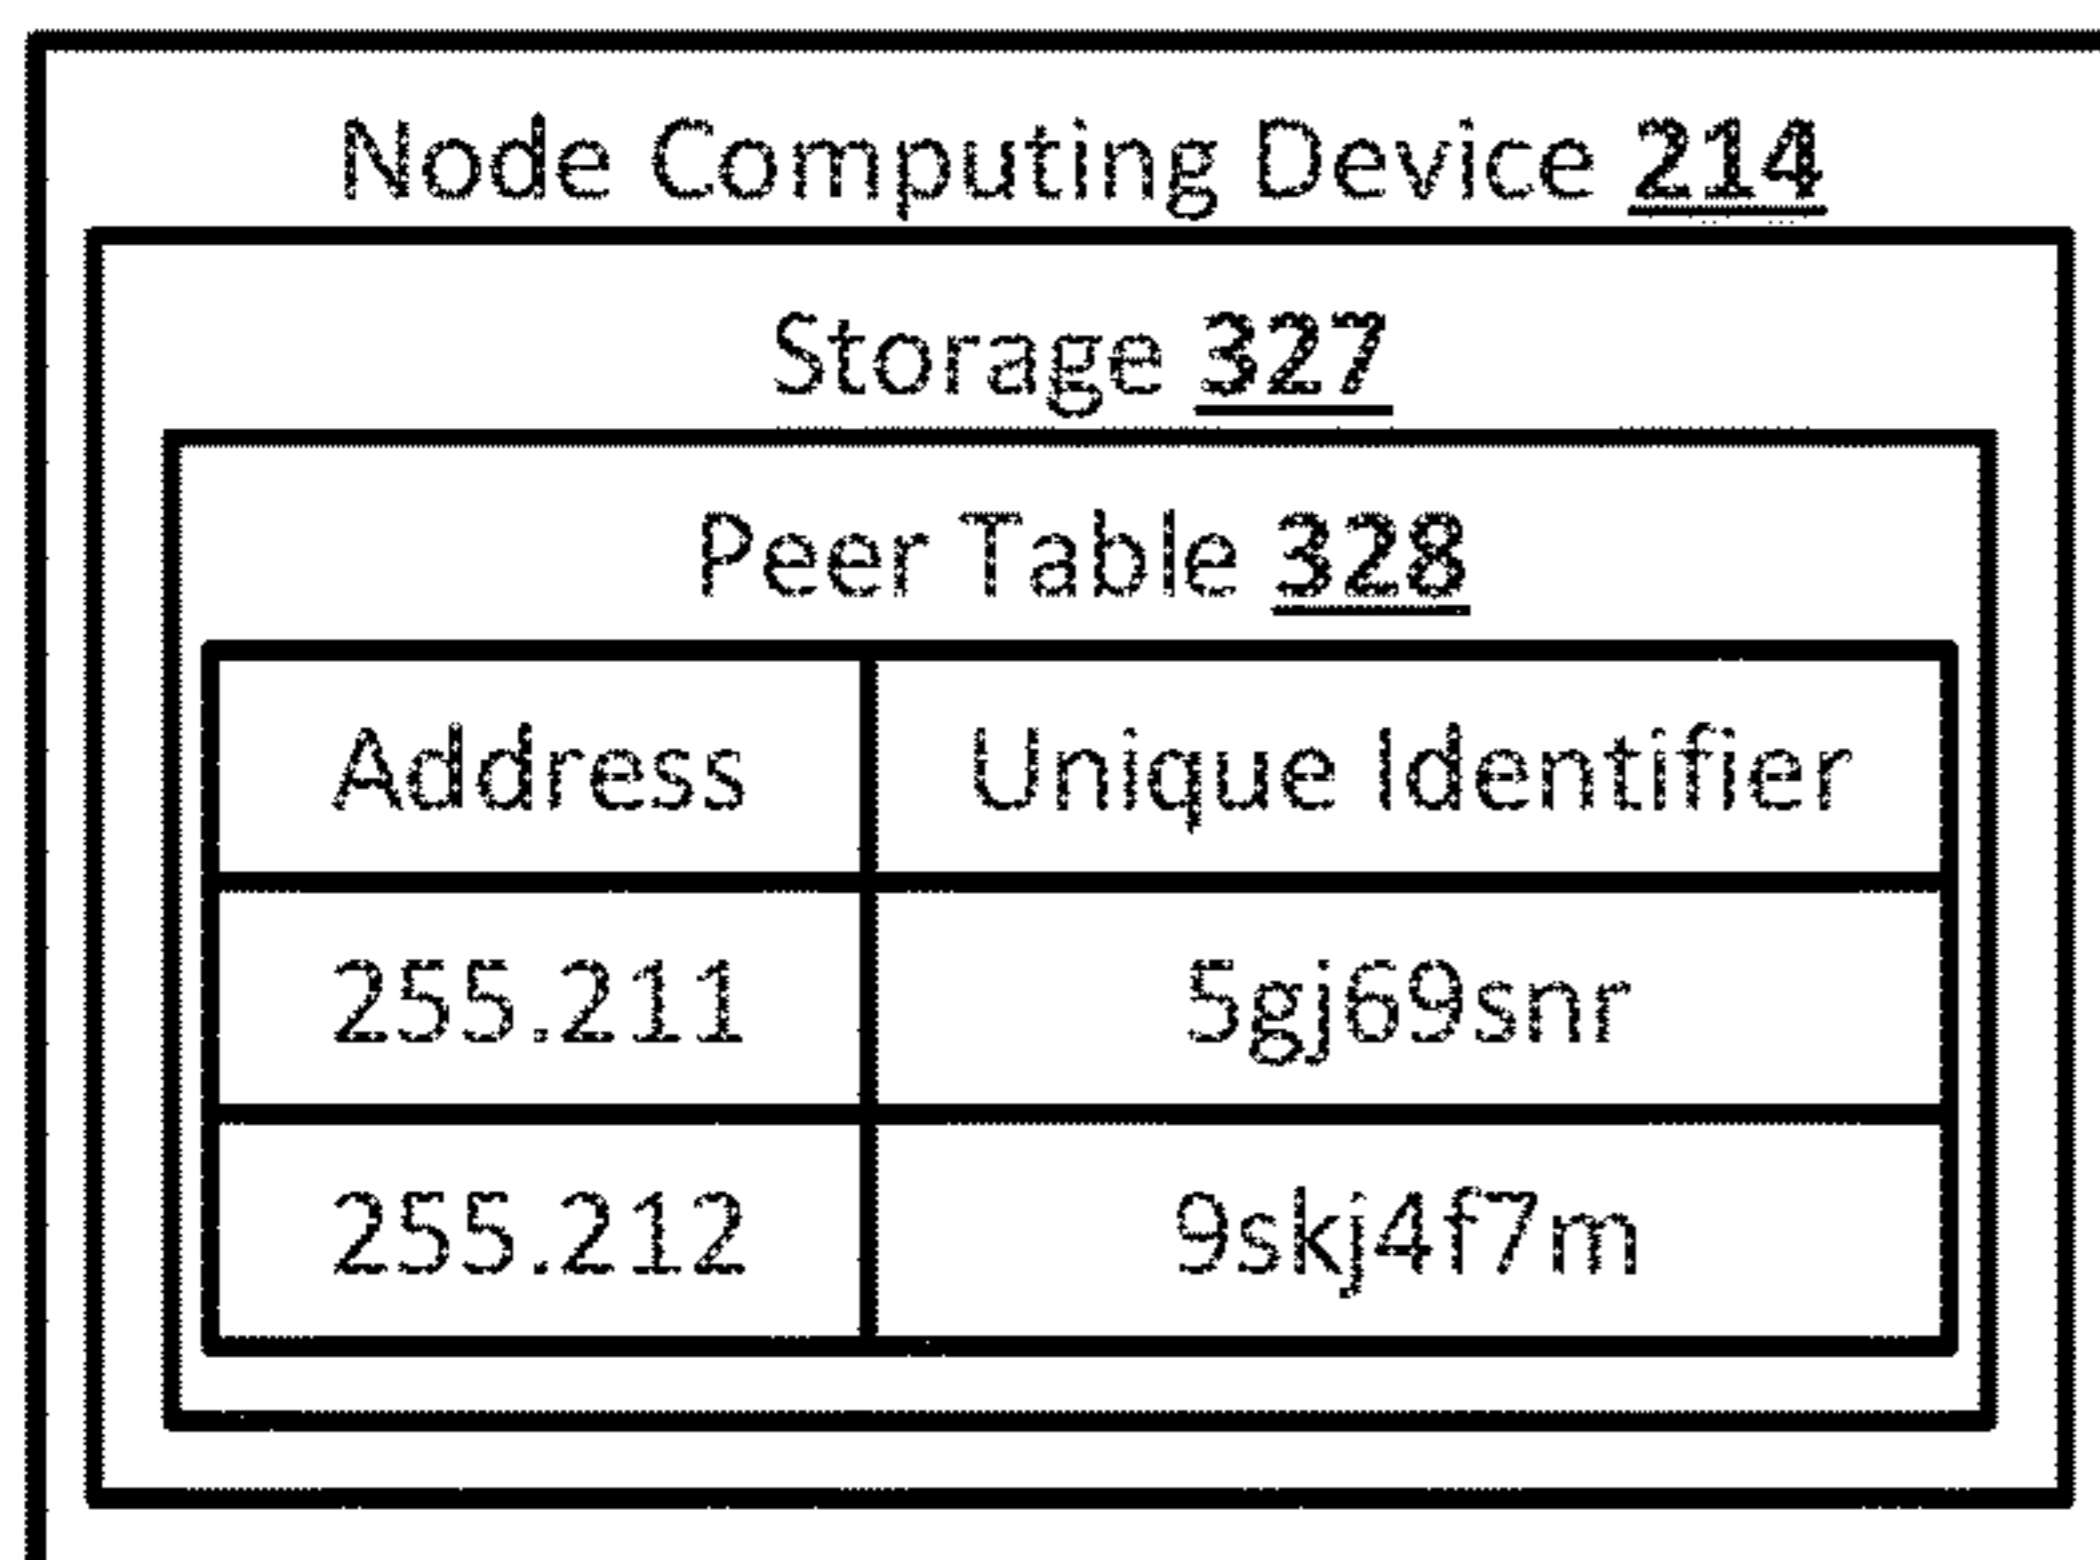 Node Computing Device 214
Storage 327
Peer Table 328
Address Unique Identifier
255.211 5gj69snr
255.212 9skj4f7m